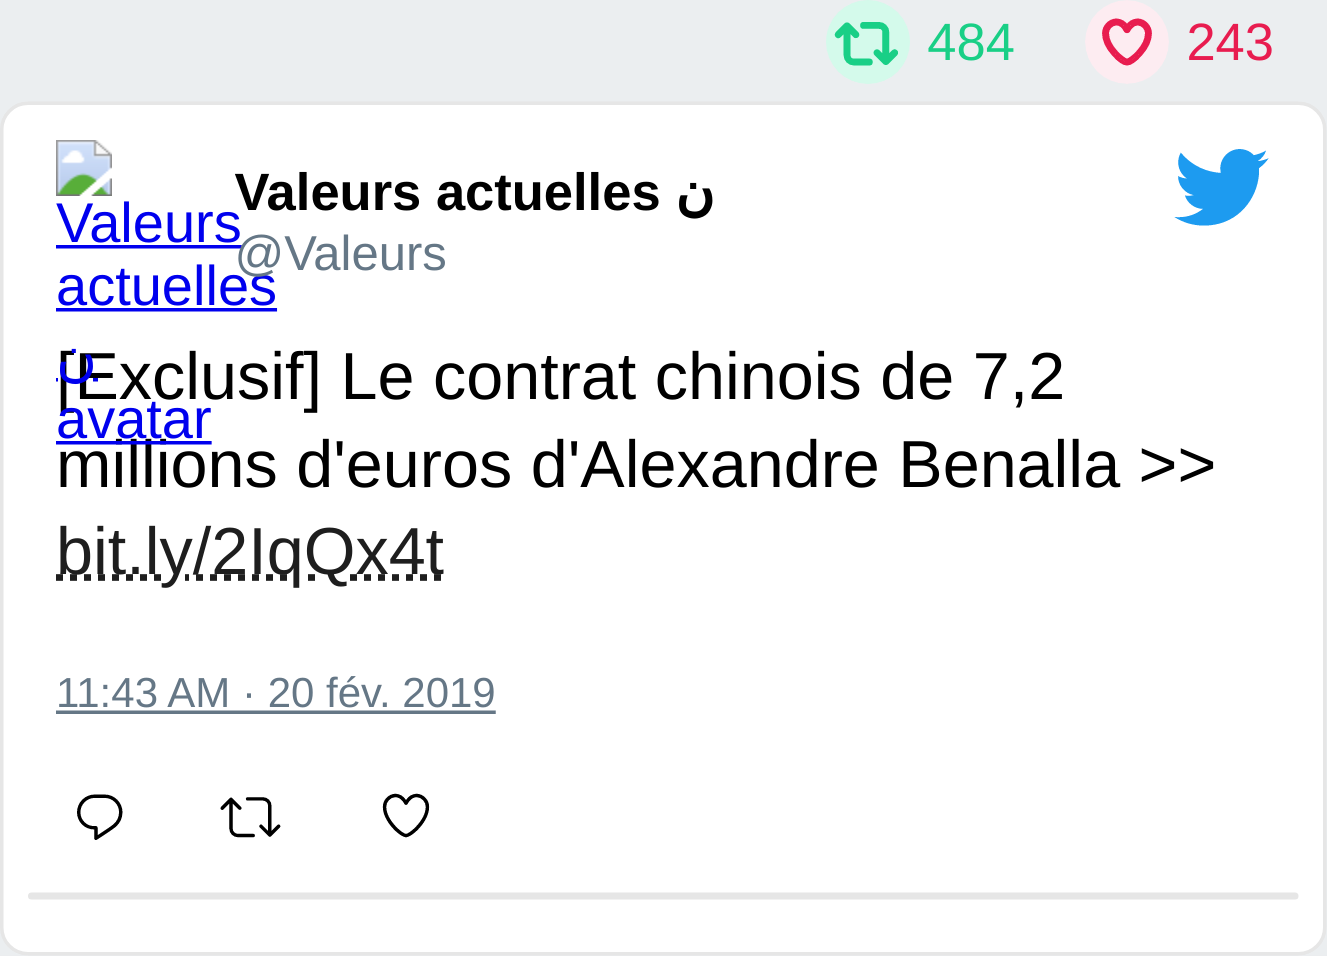 484 243
Valeurs actuelles ن
@Valeurs
Valeurs
actuelles
ن
avatar
[Exclusif] Le contrat chinois de 7,2
millions d'euros d'Alexandre Benalla >>
bit.ly/2IqQx4t
11:43 AM · 20 fév. 2019